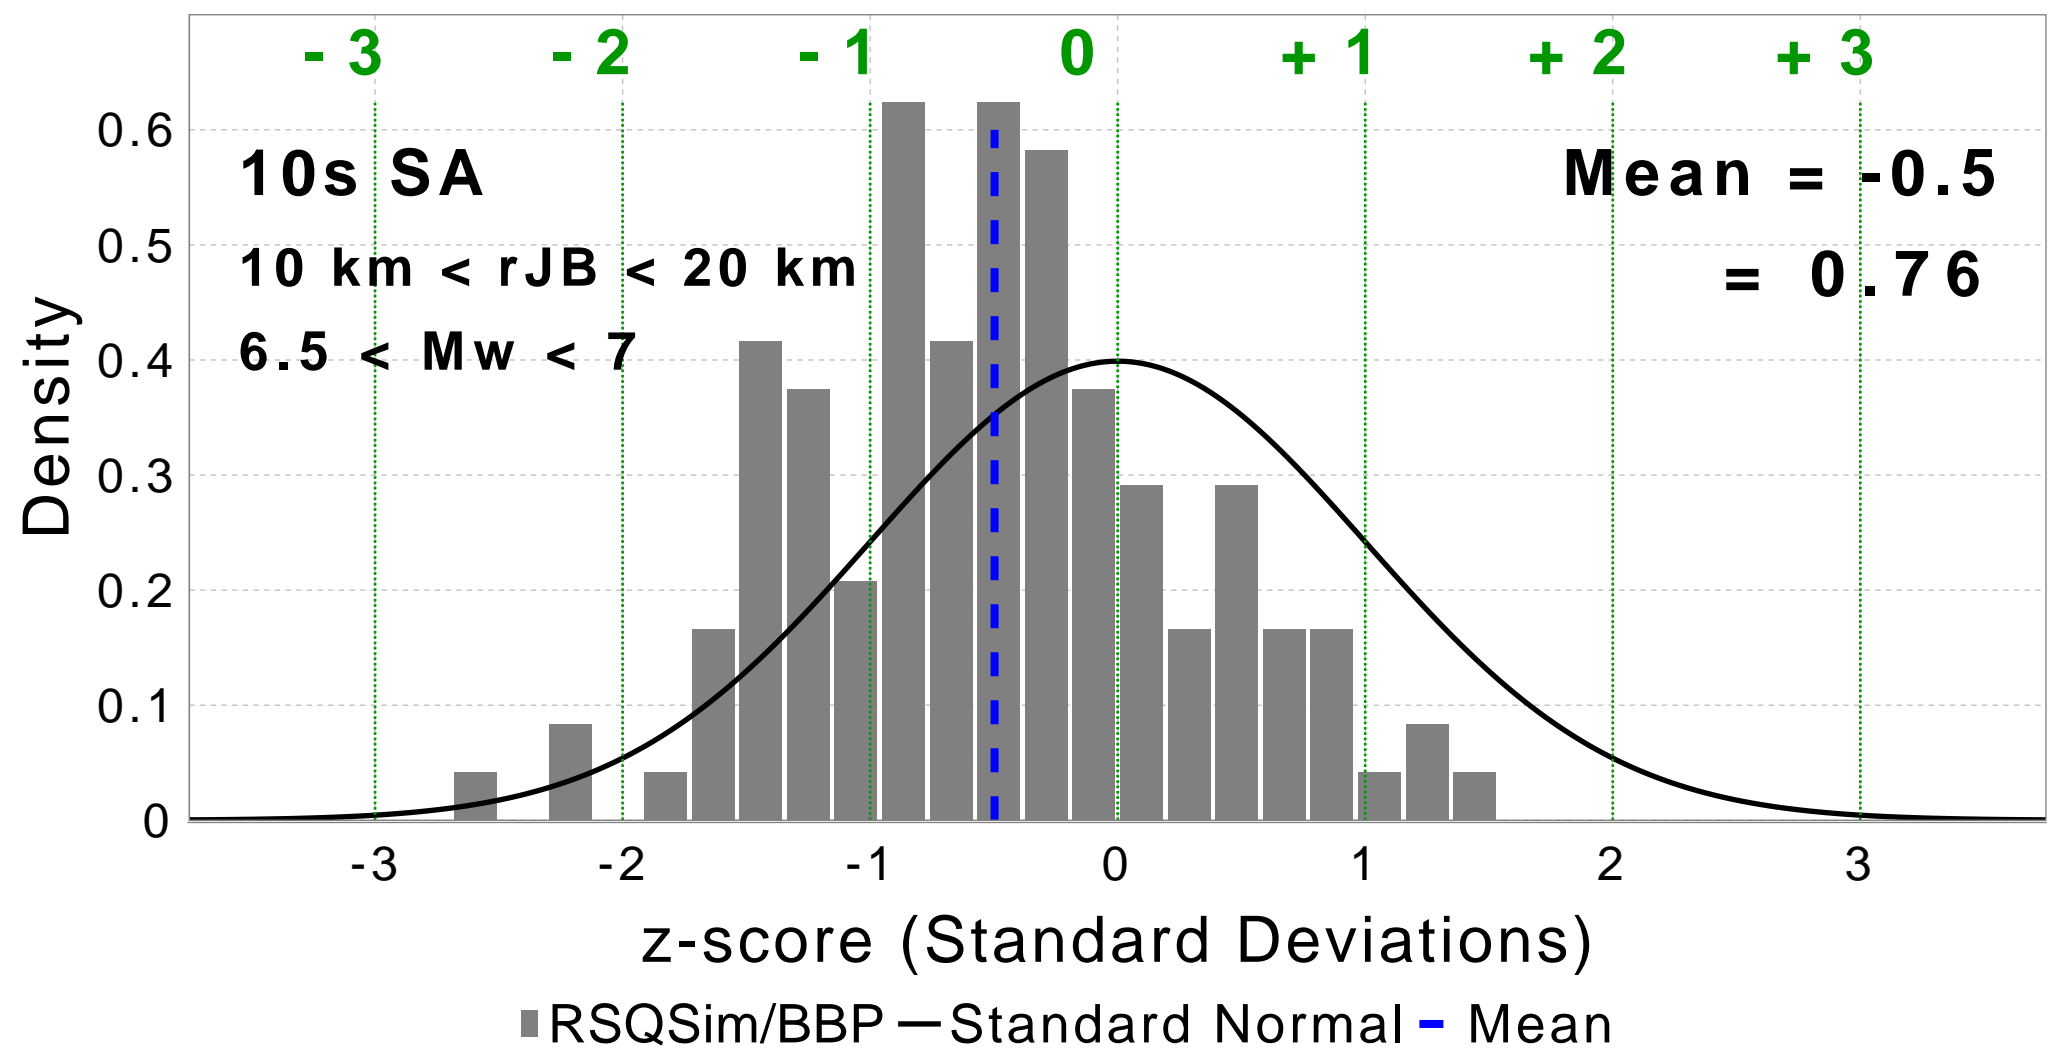 - 3 - 2 - 1 0 + 1 + 2 + 3
10s SA
10 km < rJB < 20 km
6.5 < Mw < 7
Mean = -0.5
= 0.76
Density
0.6
0.5
0.4
0.3
0.2
0.1
0
-3 -2 -1 0 1 2 3
z-score (Standard Deviations)
RSQSim/BBP Standard Normal Mean